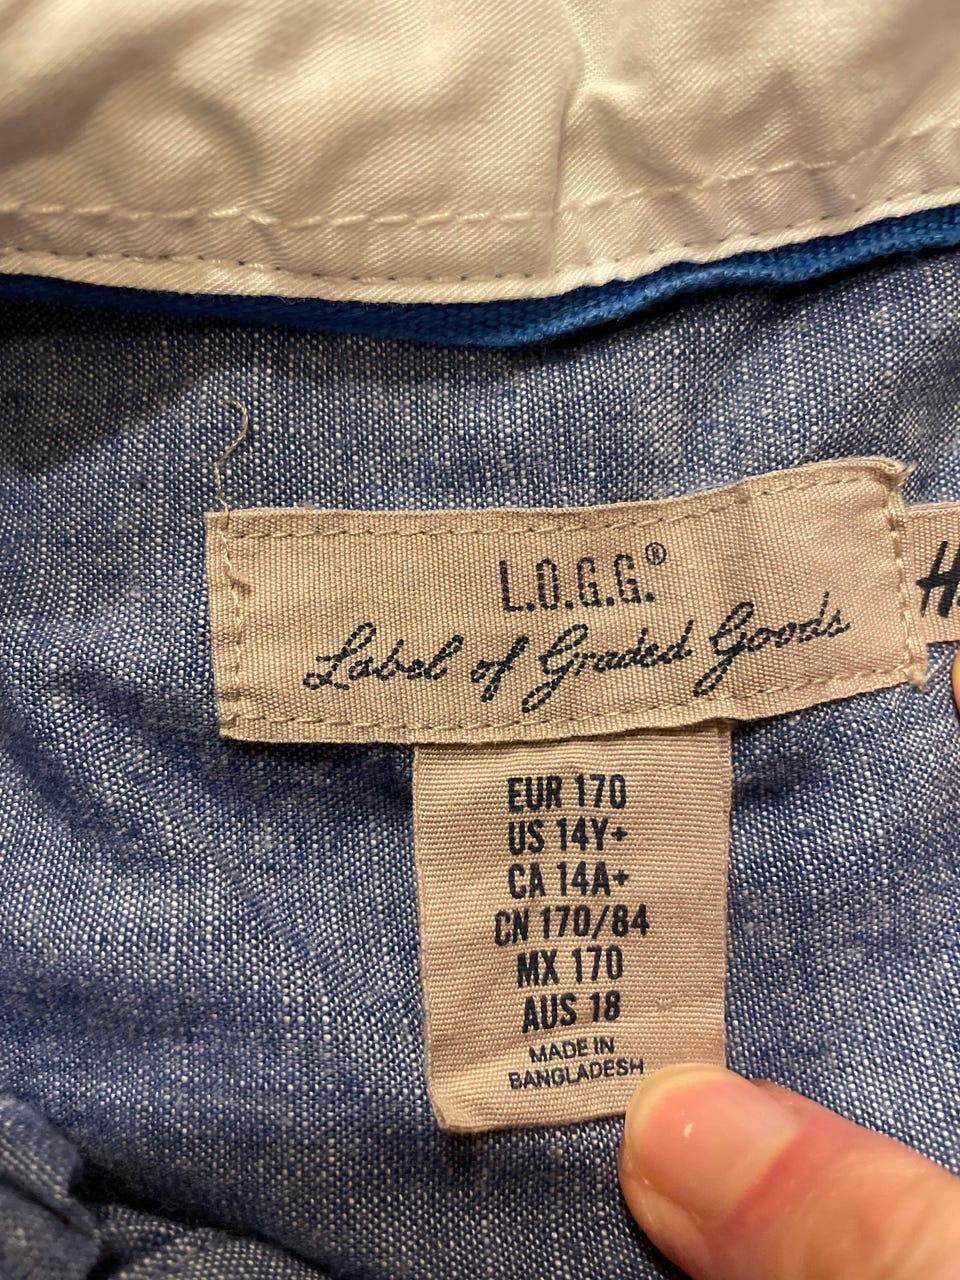 L.O.G.G.®
Label of Graded Goods
EUR 170
US 14Y+
CA 14A+
CN 170/84
MX 170
AUS 18
MADE IN
BANGLADESH